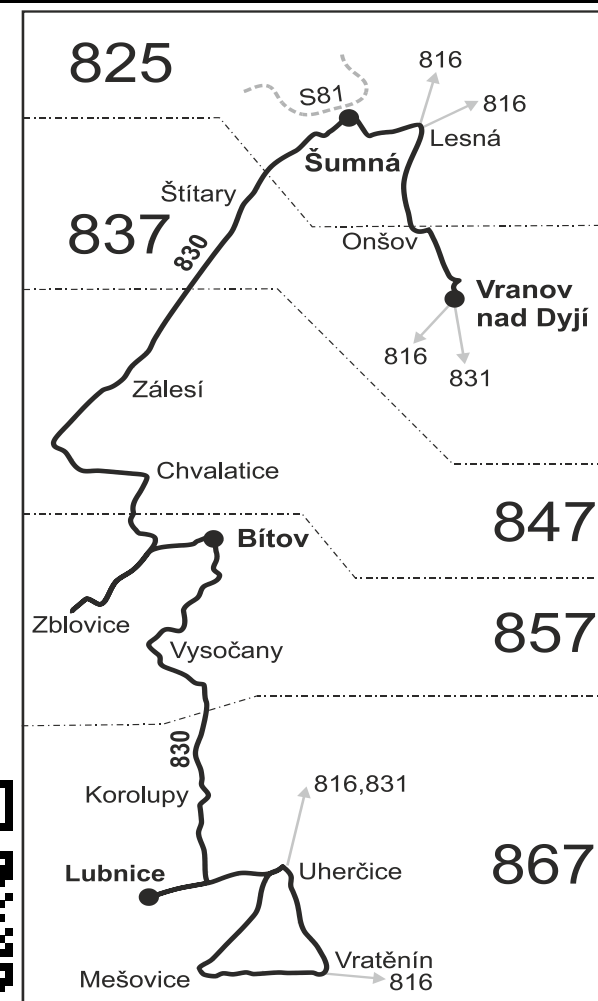 825
816
S81
816
Lesná
Šumná
Štítary
837
830
Onšov
Vranov
nad Dyjí
816
831
Zálesí
Chvalatice
847
Bítov
Zblovice
857
Vysočany
830
Korolupy
816,831
Lubnice
Uherčice
867
Vratěnín
Mešovice
816